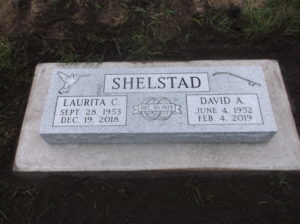 SHELSTAD
LAURITA C.
SEPT. 28, 1953
DEC. 19, 2018
DAVID A.
JUNE 4, 1952
FEB. 4, 2019